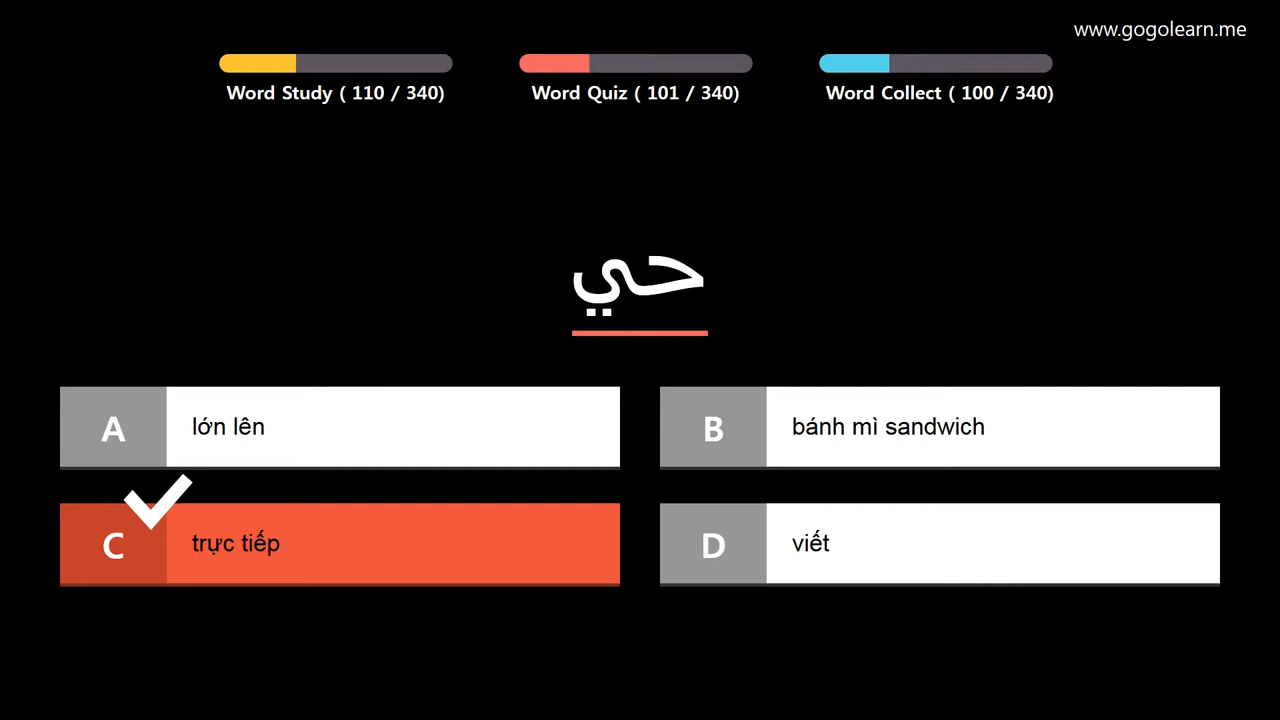 www.gogolearn.me
Word Study ( 110 / 340)
Word Quiz ( 101 / 340)
Word Collect ( 100 / 340)
حي
A
lớn lên
B
bánh mì sandwich
C
trực tiếp
D
viết